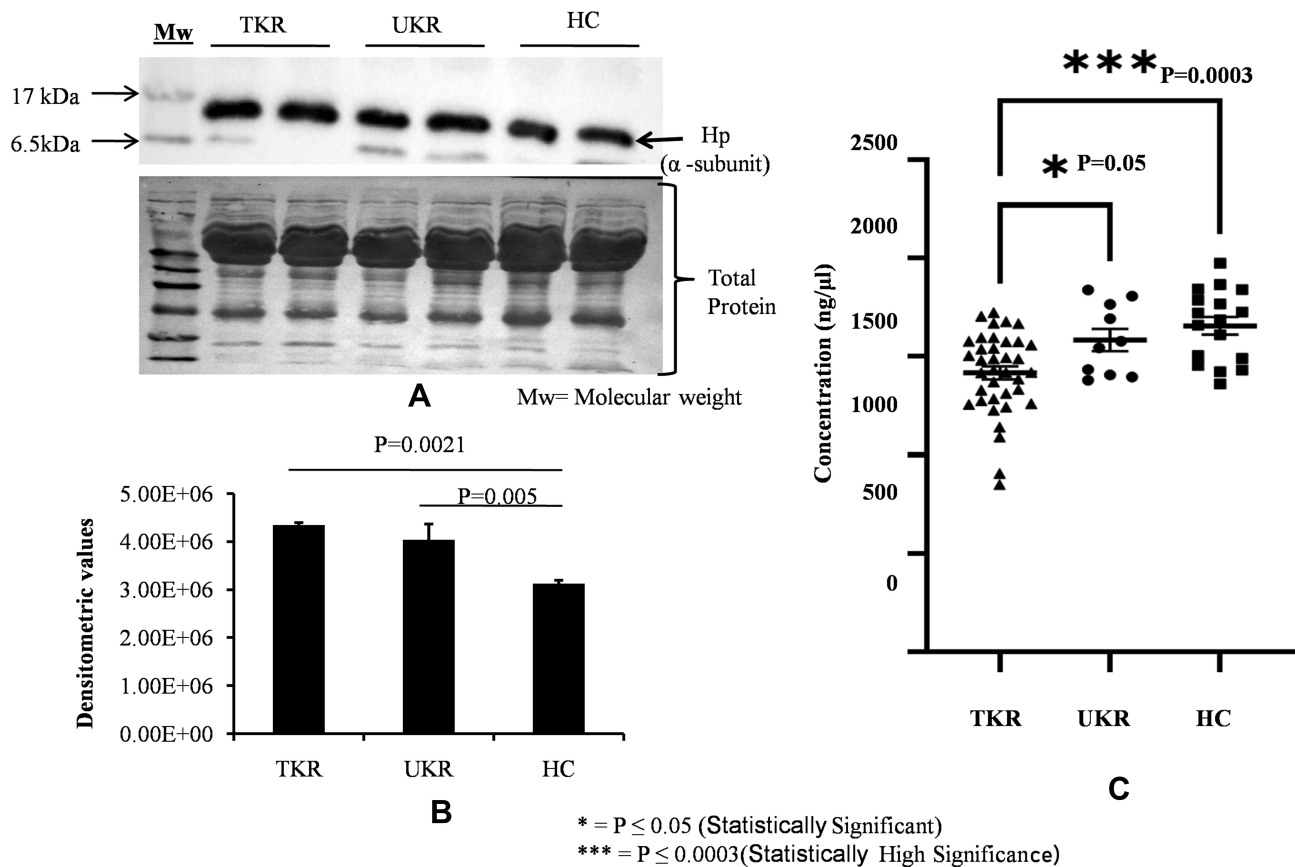 Mw TKR UKR HC
17 kDa
6.5kDa
Hp
(α -subunit)
Total
Protein
A
Mw= Molecular weight
P=0.0021
P=0.005
5.00E+06
4.00E+06
3.00E+06
2.00E+06
1.00E+06
0.00E+00
Densitometric values
TKR UKR HC
B
*** P=0.0003
* P=0.05
2500
2000
1500
1000
500
0
Concentration (ng/µl)
TKR UKR HC
C
* = P ≤ 0.05 (Statistically Significant)
*** = P ≤ 0.0003(Statistically High Significance)